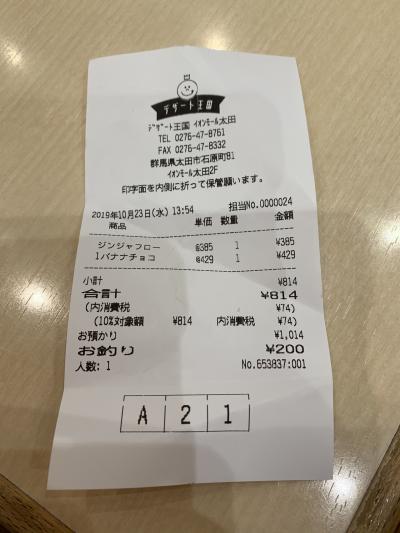 デザート王国
ﾃﾞｻﾞｰﾄ王国 ｲｵﾝﾓｰﾙ太田
TEL 0276-47-8761
FAX 0276-47-8332
群馬県太田市石原町81
ｲｵﾝﾓｰﾙ太田2F
印字面を内側に折って保管願います。
2019年10月23日(水) 13:54 担当No.0000024
商品 単価 数量 金額
ジンジャフロー @385 1 ¥385
1バナナチョコ @429 1 ¥429
小計 ¥814
合計 ¥814
(内消費税 ¥74)
(10%対象額 ¥814 内消費税 ¥74)
お預かり ¥1,014
お釣り ¥200
人数: 1 No.653837:001
A 2 1